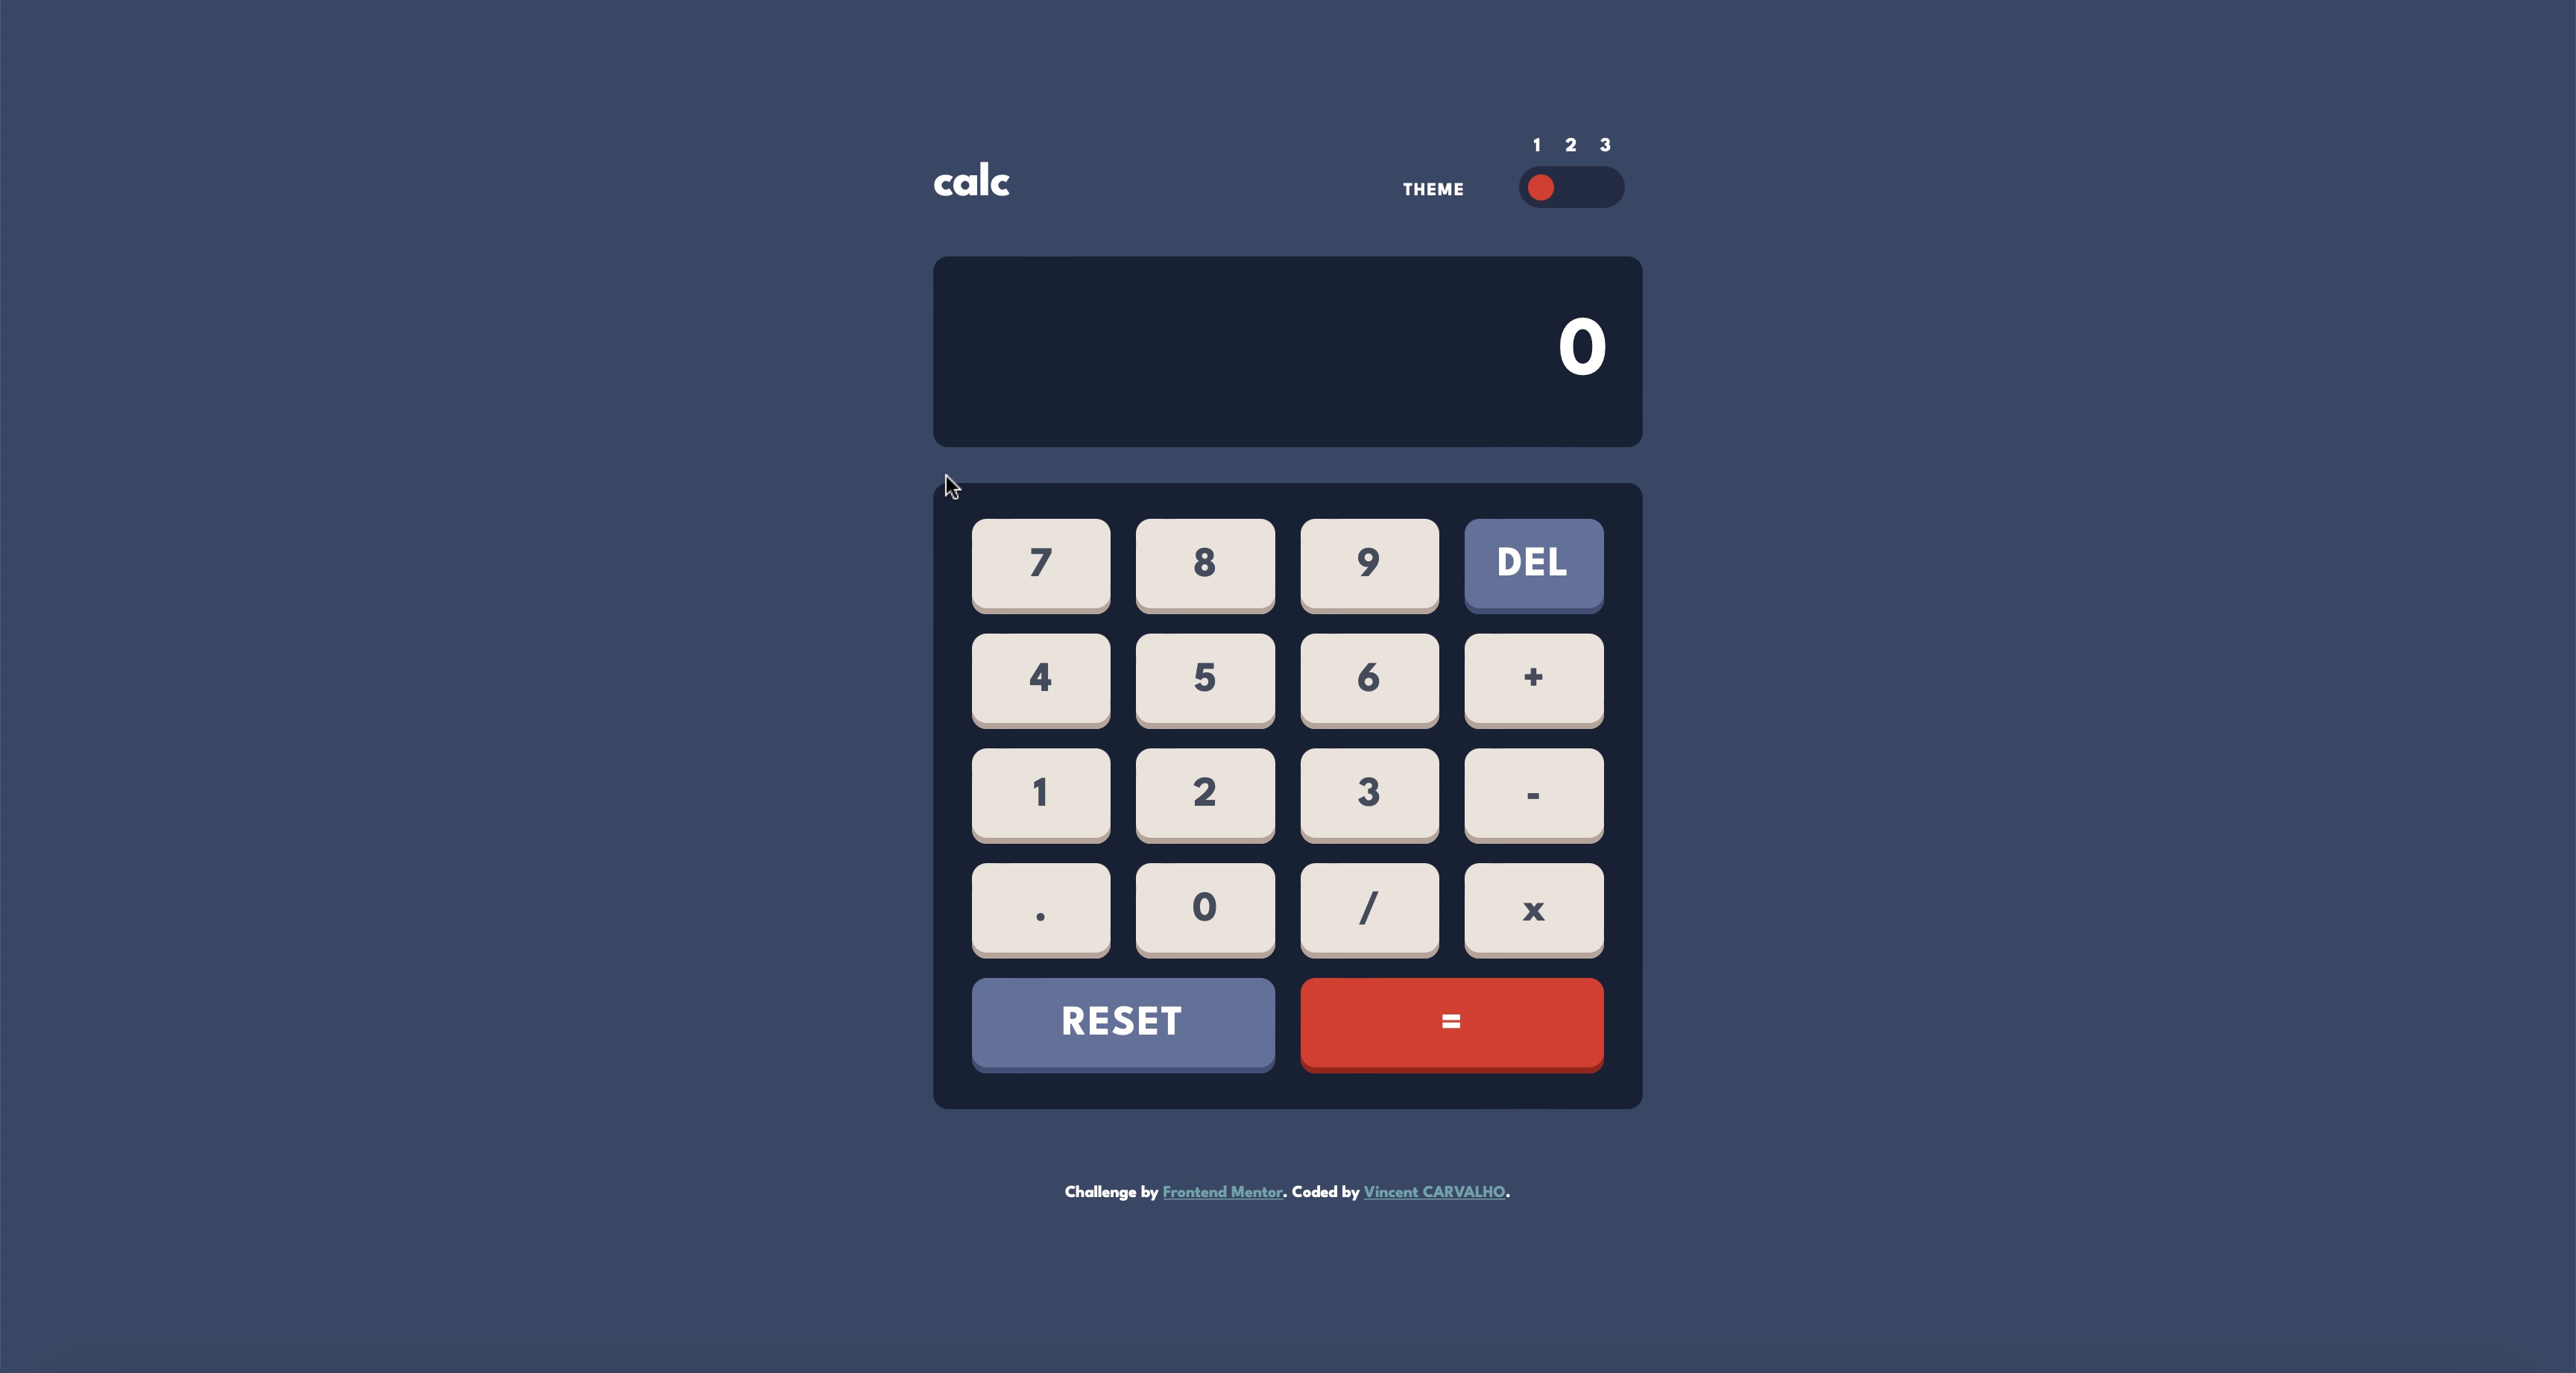 1 2 3
calc THEME
0
7 8 9 DEL
4 5 6 +
1 2 3 -
. 0 / x
RESET =
Challenge by Frontend Mentor. Coded by Vincent CARVALHO.